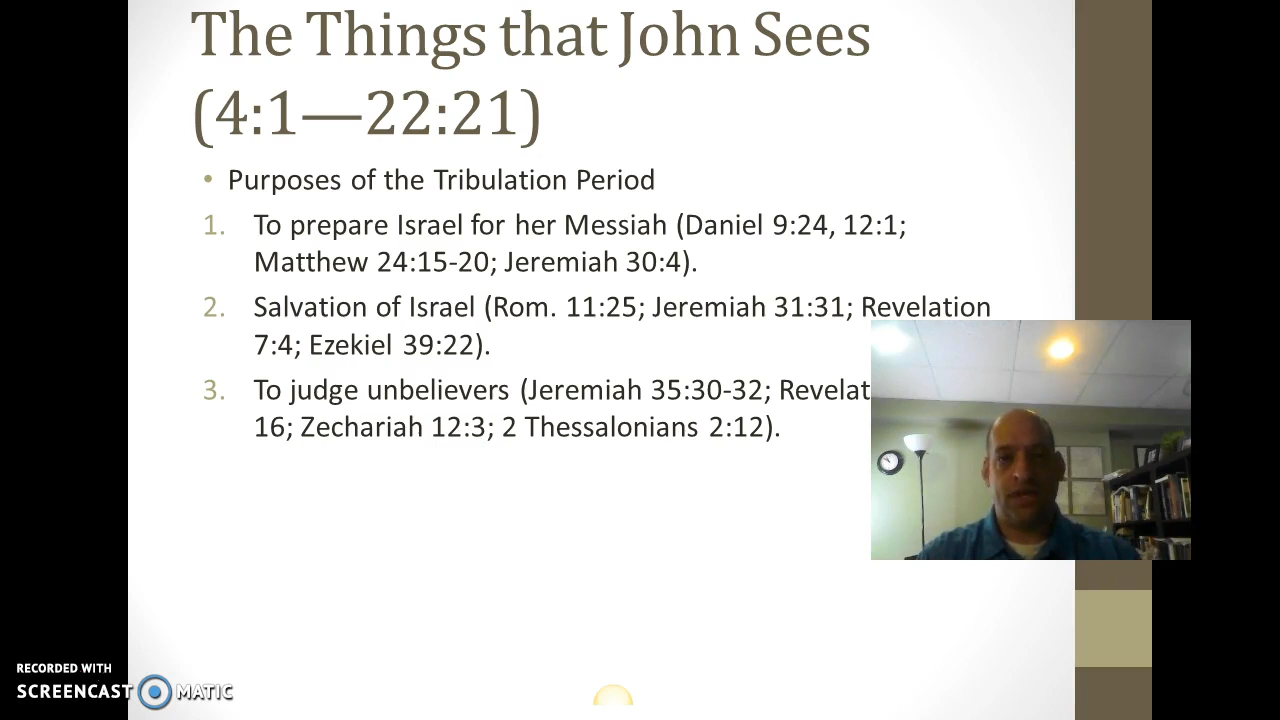 The Things that John Sees
(4:1—22:21)
• Purposes of the Tribulation Period
1. To prepare Israel for her Messiah (Daniel 9:24, 12:1;
Matthew 24:15-20; Jeremiah 30:4).
2. Salvation of Israel (Rom. 11:25; Jeremiah 31:31; Revelation
7:4; Ezekiel 39:22).
3. To judge unbelievers (Jeremiah 35:30-32;
16; Zechariah 12:3; 2 Thessalonians 2:12).
RECORDED WITH
SCREENCAST MATIC